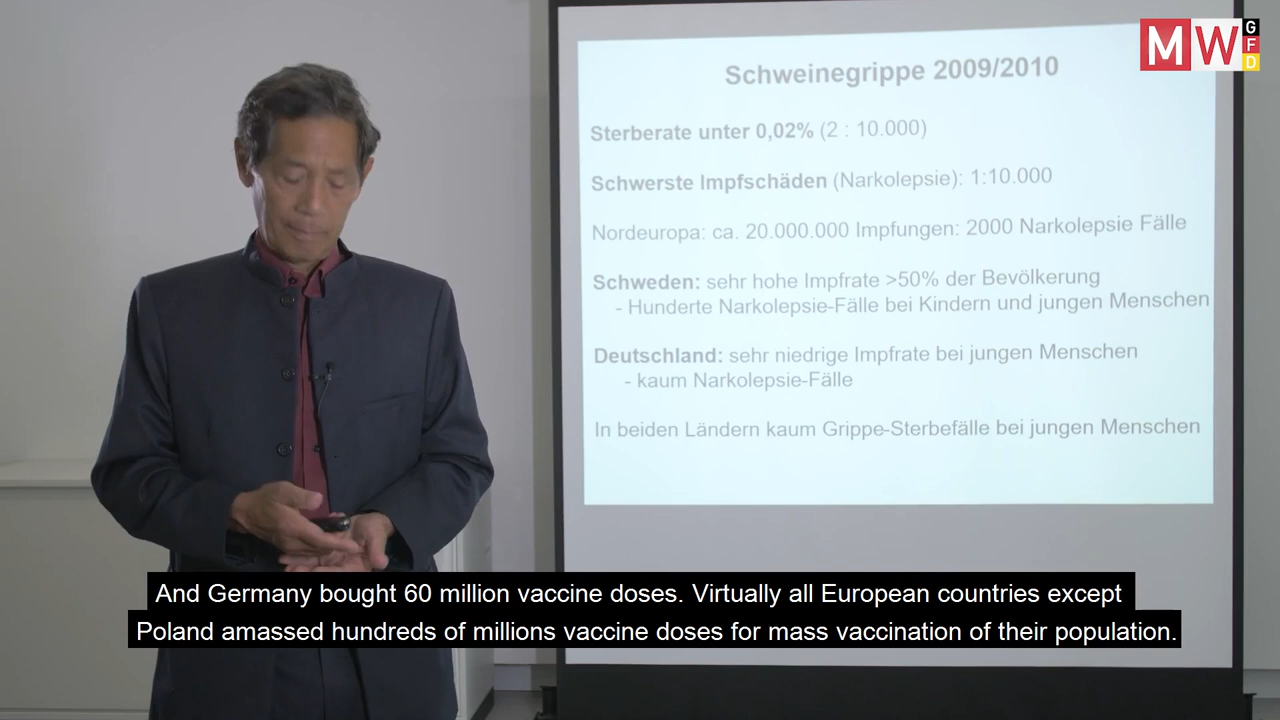 MW
G
F
D
Schweinegrippe 2009/2010
Sterberate unter 0,02% (2 : 10.000)
Schwerste Impfschäden (Narkolepsie): 1:10.000
Nordeuropa: ca. 20.000.000 Impfungen: 2000 Narkolepsie Fälle
Schweden: sehr hohe Impfrate >50% der Bevölkerung
- Hunderte Narkolepsie-Fälle bei Kindern und jungen Menschen
Deutschland: sehr niedrige Impfrate bei jungen Menschen
- kaum Narkolepsie-Fälle
In beiden Ländern kaum Grippe-Sterbefälle bei jungen Menschen
And Germany bought 60 million vaccine doses. Virtually all European countries except
Poland amassed hundreds of millions vaccine doses for mass vaccination of their population.